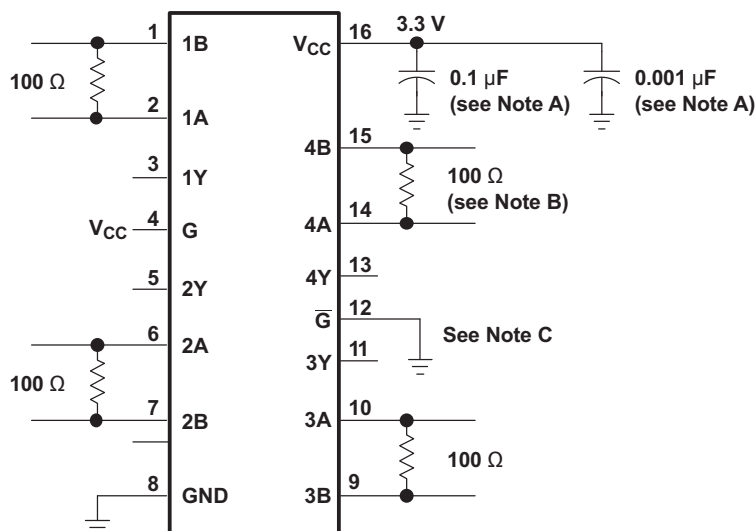 1 1B
100 Ω
2 1A
3 1Y
VCC 4 G
5 2Y
6 2A
100 Ω
7 2B
8 GND
VCC 16 3.3 V
0.1 µF
(see Note A)
0.001 µF
(see Note A)
4B 15
100 Ω
(see Note B)
4A 14
4Y 13
G̅ 12
See Note C
3Y 11
3A 10
100 Ω
3B 9